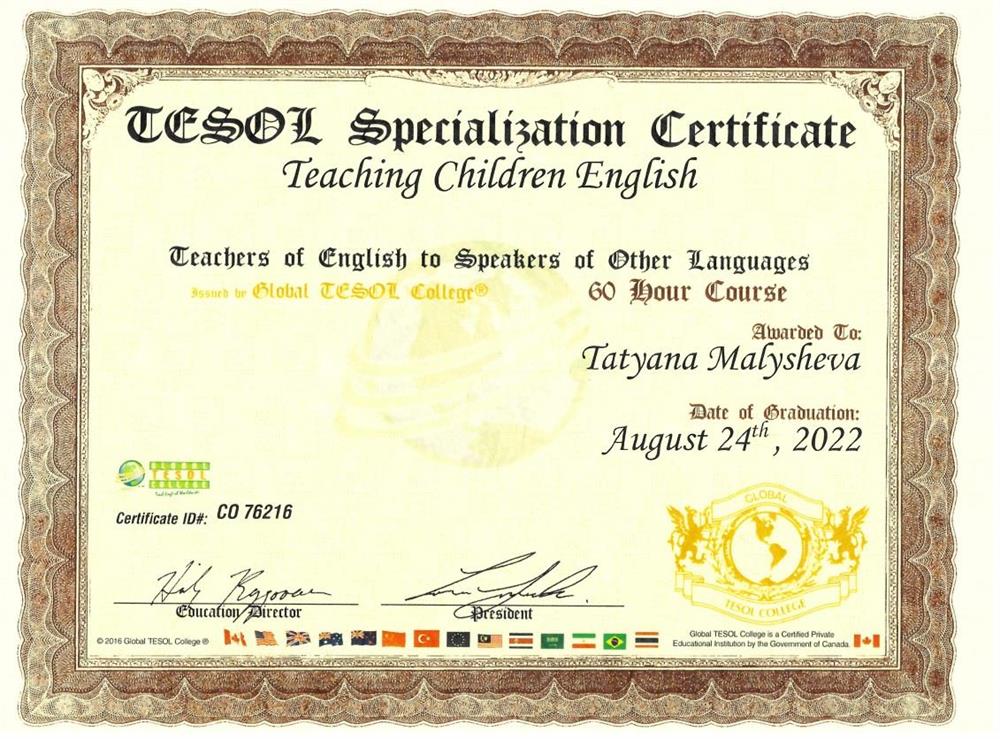 TESOL Specialization Certificate
Teaching Children English
Teachers of English to Speakers of Other Languages
Issued by Global TESOL College®
60 Hour Course
Awarded To:
Tatyana Malysheva
Date of Graduation:
August 24th, 2022
GLOBAL
TESOL
COLLEGE
Certificate ID#: CO 76216
GLOBAL
TESOL COLLEGE
Education Director
President
© 2016 Global TESOL College ®
Global TESOL College is a Certified Private
Educational Institution by the Government of Canada.